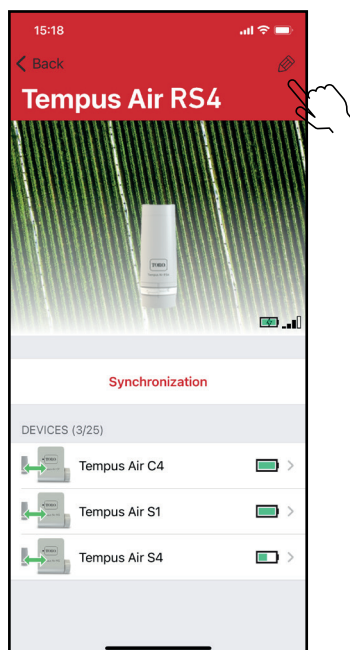 15:18
Back
Tempus Air RS4
TORO
Synchronization
DEVICES (3/25)
Tempus Air C4
Tempus Air S1
Tempus Air S4